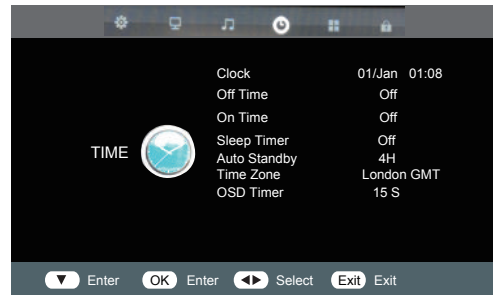 Clock 01/Jan 01:08
Off Time Off
On Time Off
Sleep Timer Off
TIME
Auto Standby 4H
Time Zone London GMT
OSD Timer 15 S
Enter OK Enter Select Exit Exit